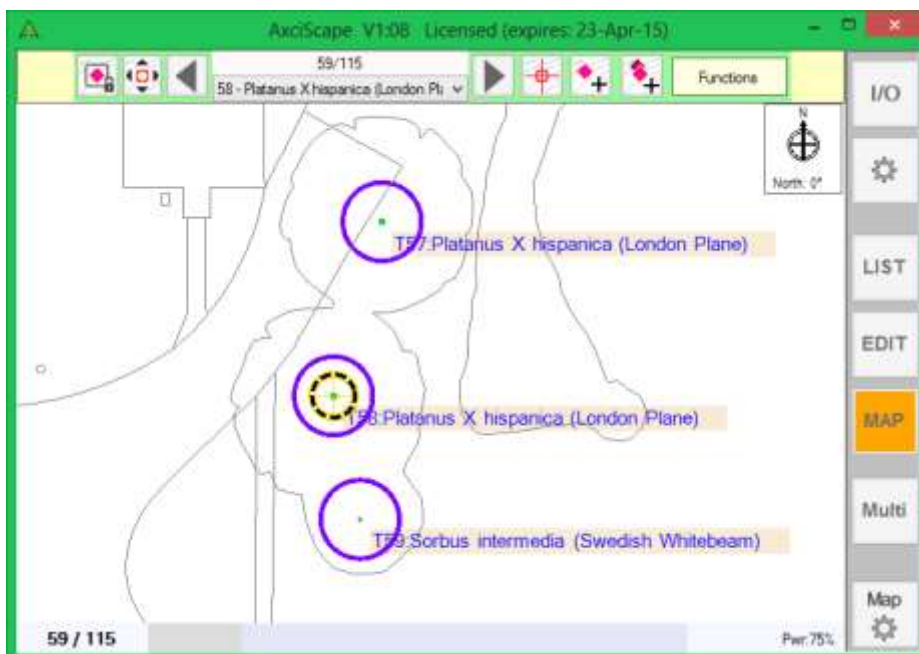 AxciScape V1:08 Licensed (expires: 23-Apr-15)
59/115
58 - Platanus X hispanica (London Pl
Functions
I/O
N
North: 0°
T57:Platanus X hispanica (London Plane)
LIST
EDIT
T58:Platanus X hispanica (London Plane)
MAP
Multi
T59:Sorbus intermedia (Swedish Whitebeam)
Map
59 / 115
Pwr:75%